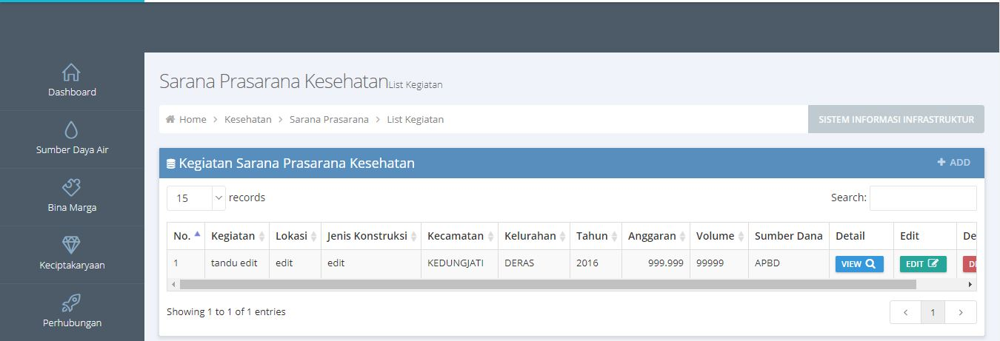 Dashboard
Sumber Daya Air
Bina Marga
Keciptakaryaan
Perhubungan
Sarana Prasarana Kesehatan List Kegiatan
Home > Kesehatan > Sarana Prasarana > List Kegiatan
SISTEM INFORMASI INFRASTRUKTUR
Kegiatan Sarana Prasarana Kesehatan
+ ADD
15 records
Search:
No. Kegiatan Lokasi Jenis Konstruksi Kecamatan Kelurahan Tahun Anggaran Volume Sumber Dana Detail Edit
1 tandu edit edit edit KEDUNGJATI DERAS 2016 999.999 99999 APBD VIEW EDIT
Showing 1 to 1 of 1 entries
< 1 >